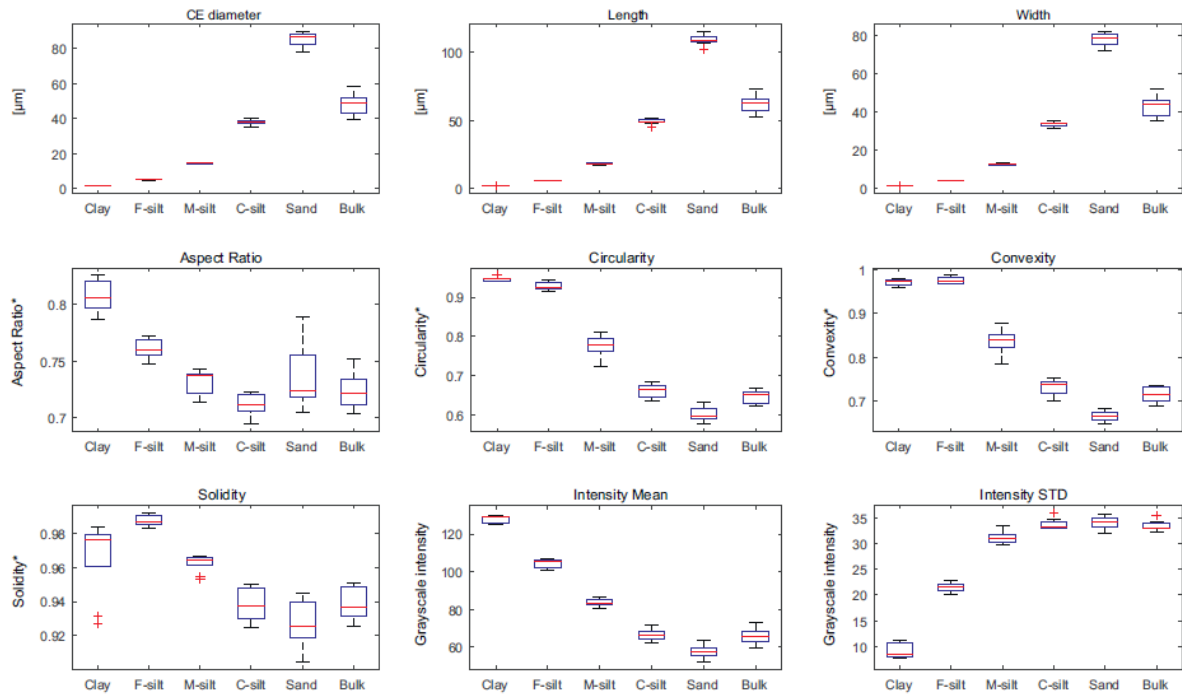 CE diameter
[µm]
80
60
40
20
0
Clay F-silt M-silt C-silt Sand Bulk
Length
[µm]
100
50
0
Clay F-silt M-silt C-silt Sand Bulk
Width
[µm]
80
60
40
20
0
Clay F-silt M-silt C-silt Sand Bulk
Aspect Ratio
Aspect Ratio*
0.8
0.75
0.7
Clay F-silt M-silt C-silt Sand Bulk
Circularity
Circularity*
0.9
0.8
0.7
0.6
Clay F-silt M-silt C-silt Sand Bulk
Convexity
Convexity*
1
0.9
0.8
0.7
Clay F-silt M-silt C-silt Sand Bulk
Solidity
Solidity*
0.98
0.96
0.94
0.92
Clay F-silt M-silt C-silt Sand Bulk
Intensity Mean
Grayscale intensity
120
100
80
60
Clay F-silt M-silt C-silt Sand Bulk
Intensity STD
Grayscale intensity
35
30
25
20
15
10
Clay F-silt M-silt C-silt Sand Bulk